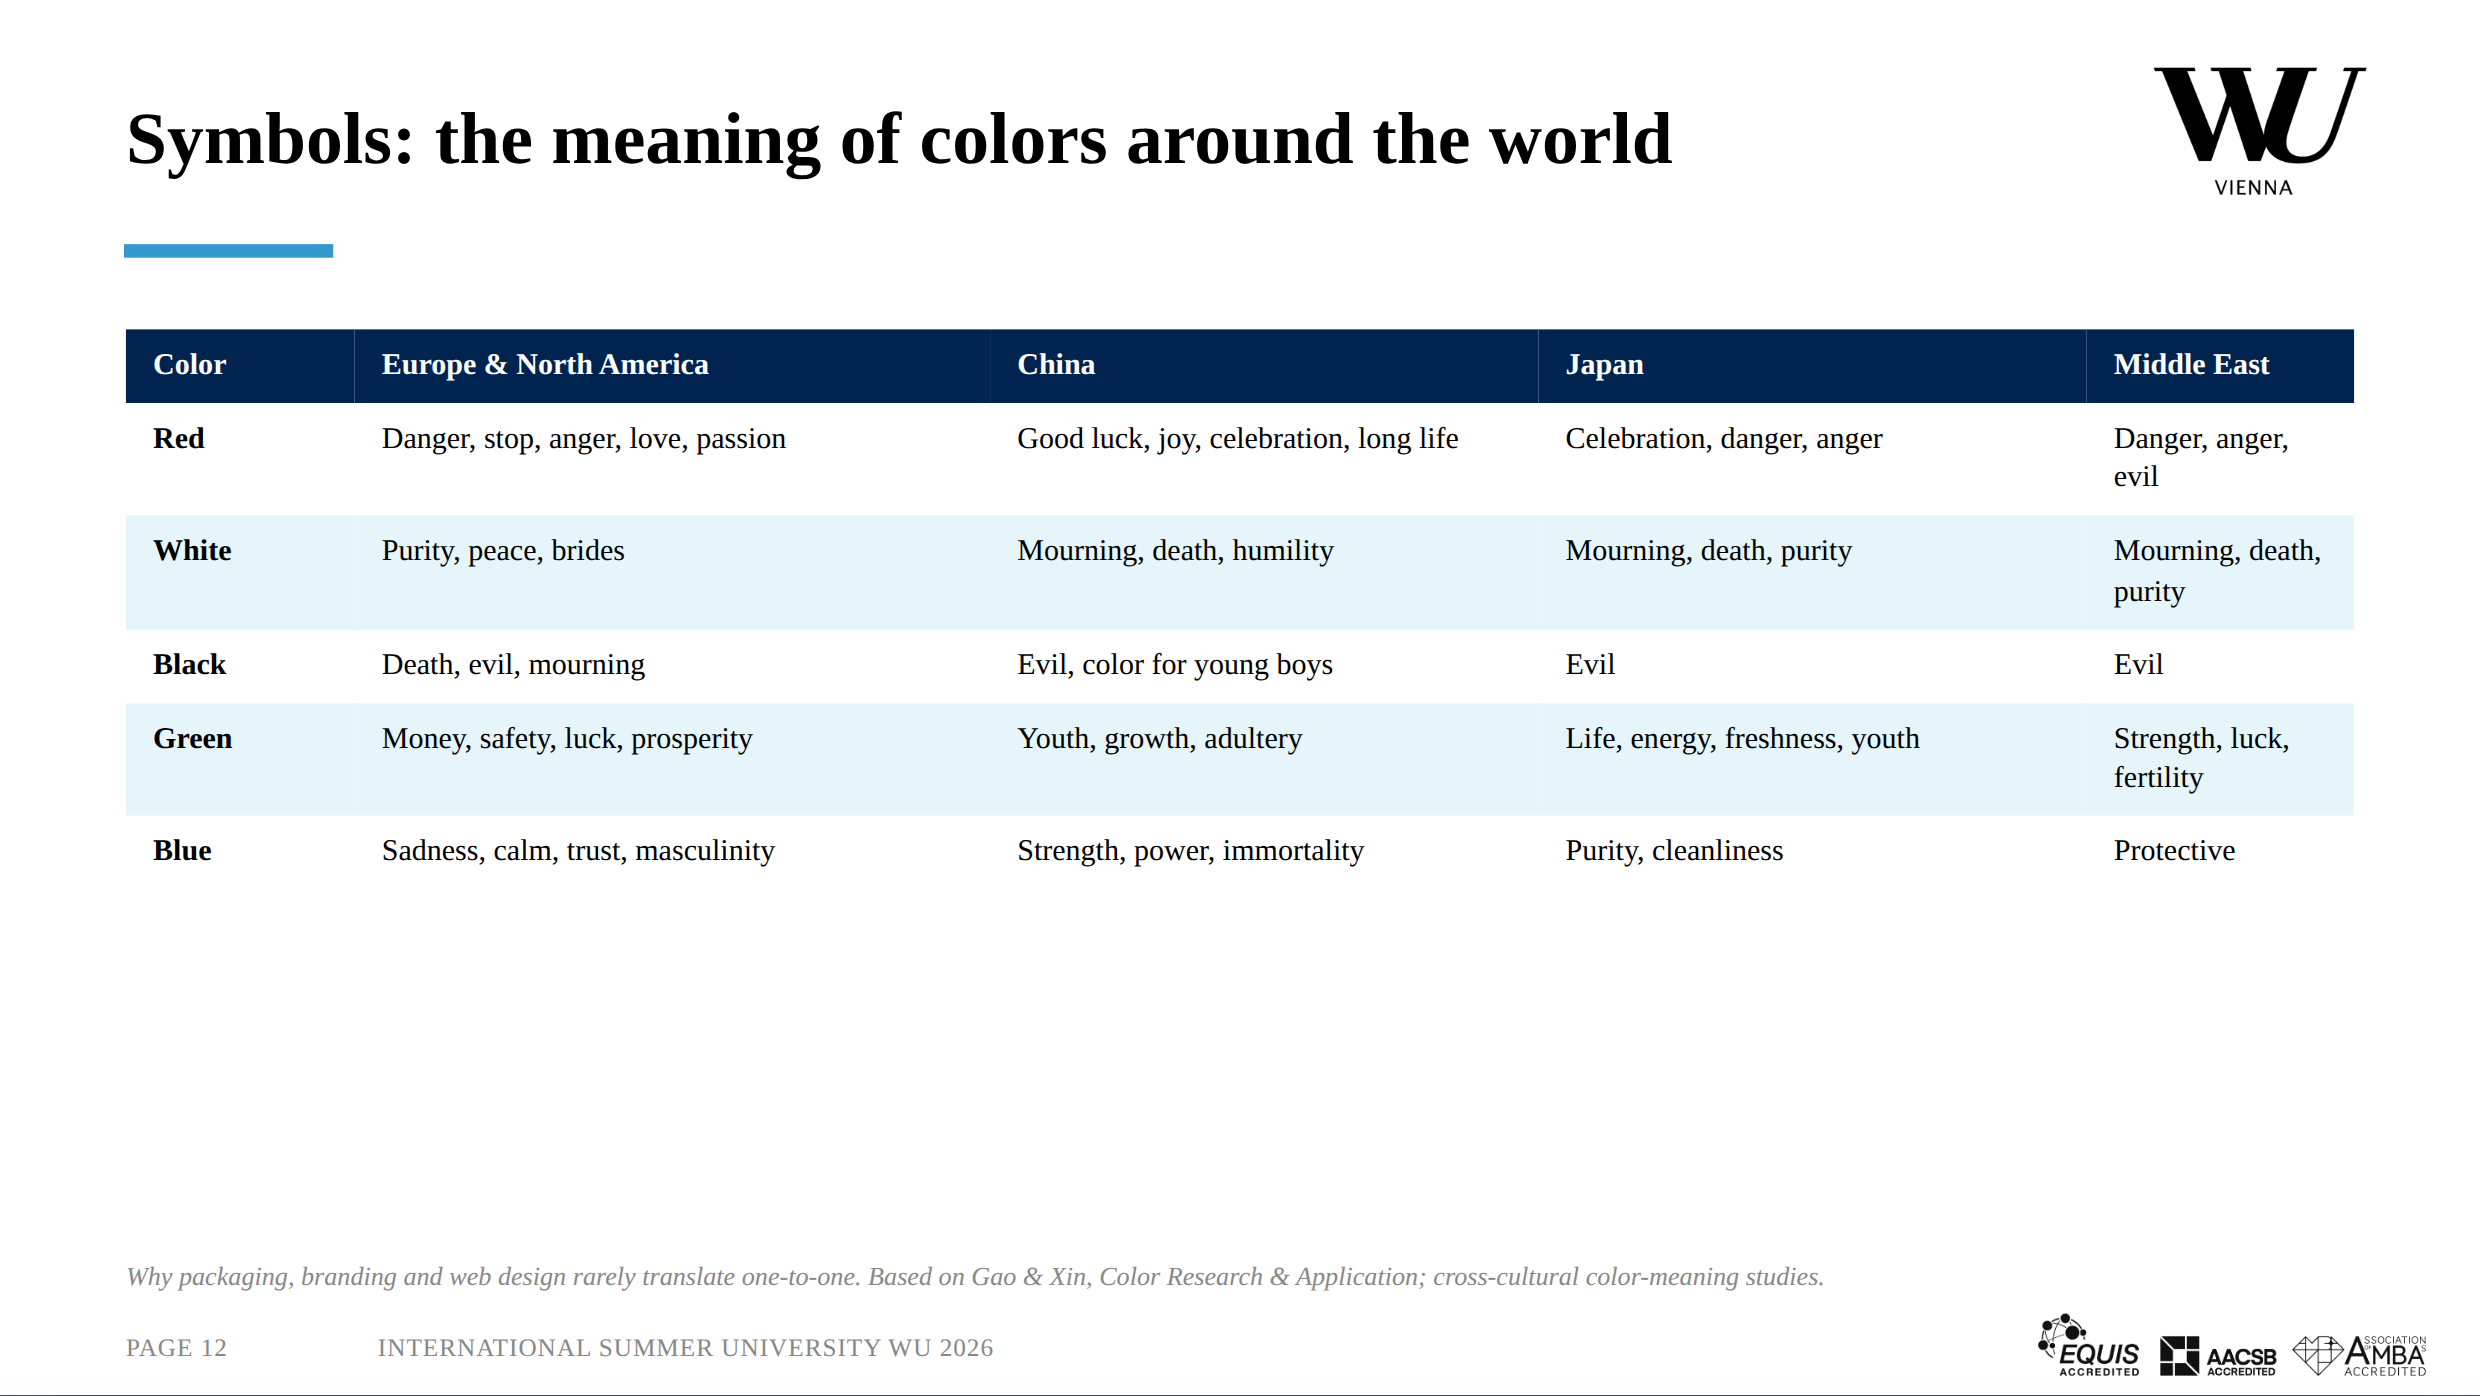 WU
VIENNA
Symbols: the meaning of colors around the world
Color Europe & North America China Japan Middle East
Red Danger, stop, anger, love, passion Good luck, joy, celebration, long life Celebration, danger, anger Danger, anger,
evil
White Purity, peace, brides Mourning, death, humility Mourning, death, purity Mourning, death,
purity
Black Death, evil, mourning Evil, color for young boys Evil Evil
Green Money, safety, luck, prosperity Youth, growth, adultery Life, energy, freshness, youth Strength, luck,
fertility
Blue Sadness, calm, trust, masculinity Strength, power, immortality Purity, cleanliness Protective
Why packaging, branding and web design rarely translate one-to-one. Based on Gao & Xin, Color Research & Application; cross-cultural color-meaning studies.
PAGE 12 INTERNATIONAL SUMMER UNIVERSITY WU 2026
EQUIS
ACCREDITED
AACSB
ACCREDITED
ASSOCIATION
OF AMBAS
ACCREDITED